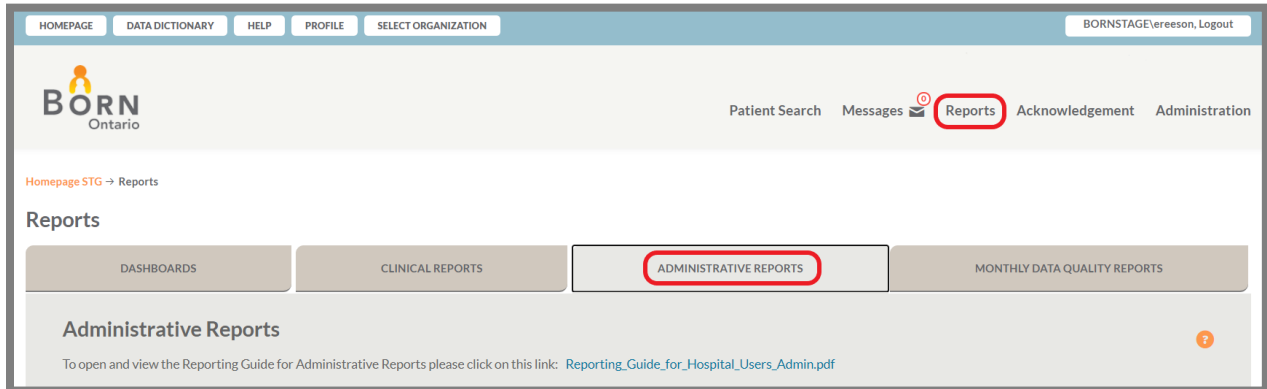 HOMEPAGE DATA DICTIONARY HELP PROFILE SELECT ORGANIZATION BORNSTAGE\ereeson, Logout
BORN
Ontario
Patient Search Messages 0 Reports Acknowledgement Administration
Homepage STG → Reports
Reports
DASHBOARDS CLINICAL REPORTS ADMINISTRATIVE REPORTS MONTHLY DATA QUALITY REPORTS
Administrative Reports ?
To open and view the Reporting Guide for Administrative Reports please click on this link: Reporting_Guide_for_Hospital_Users_Admin.pdf